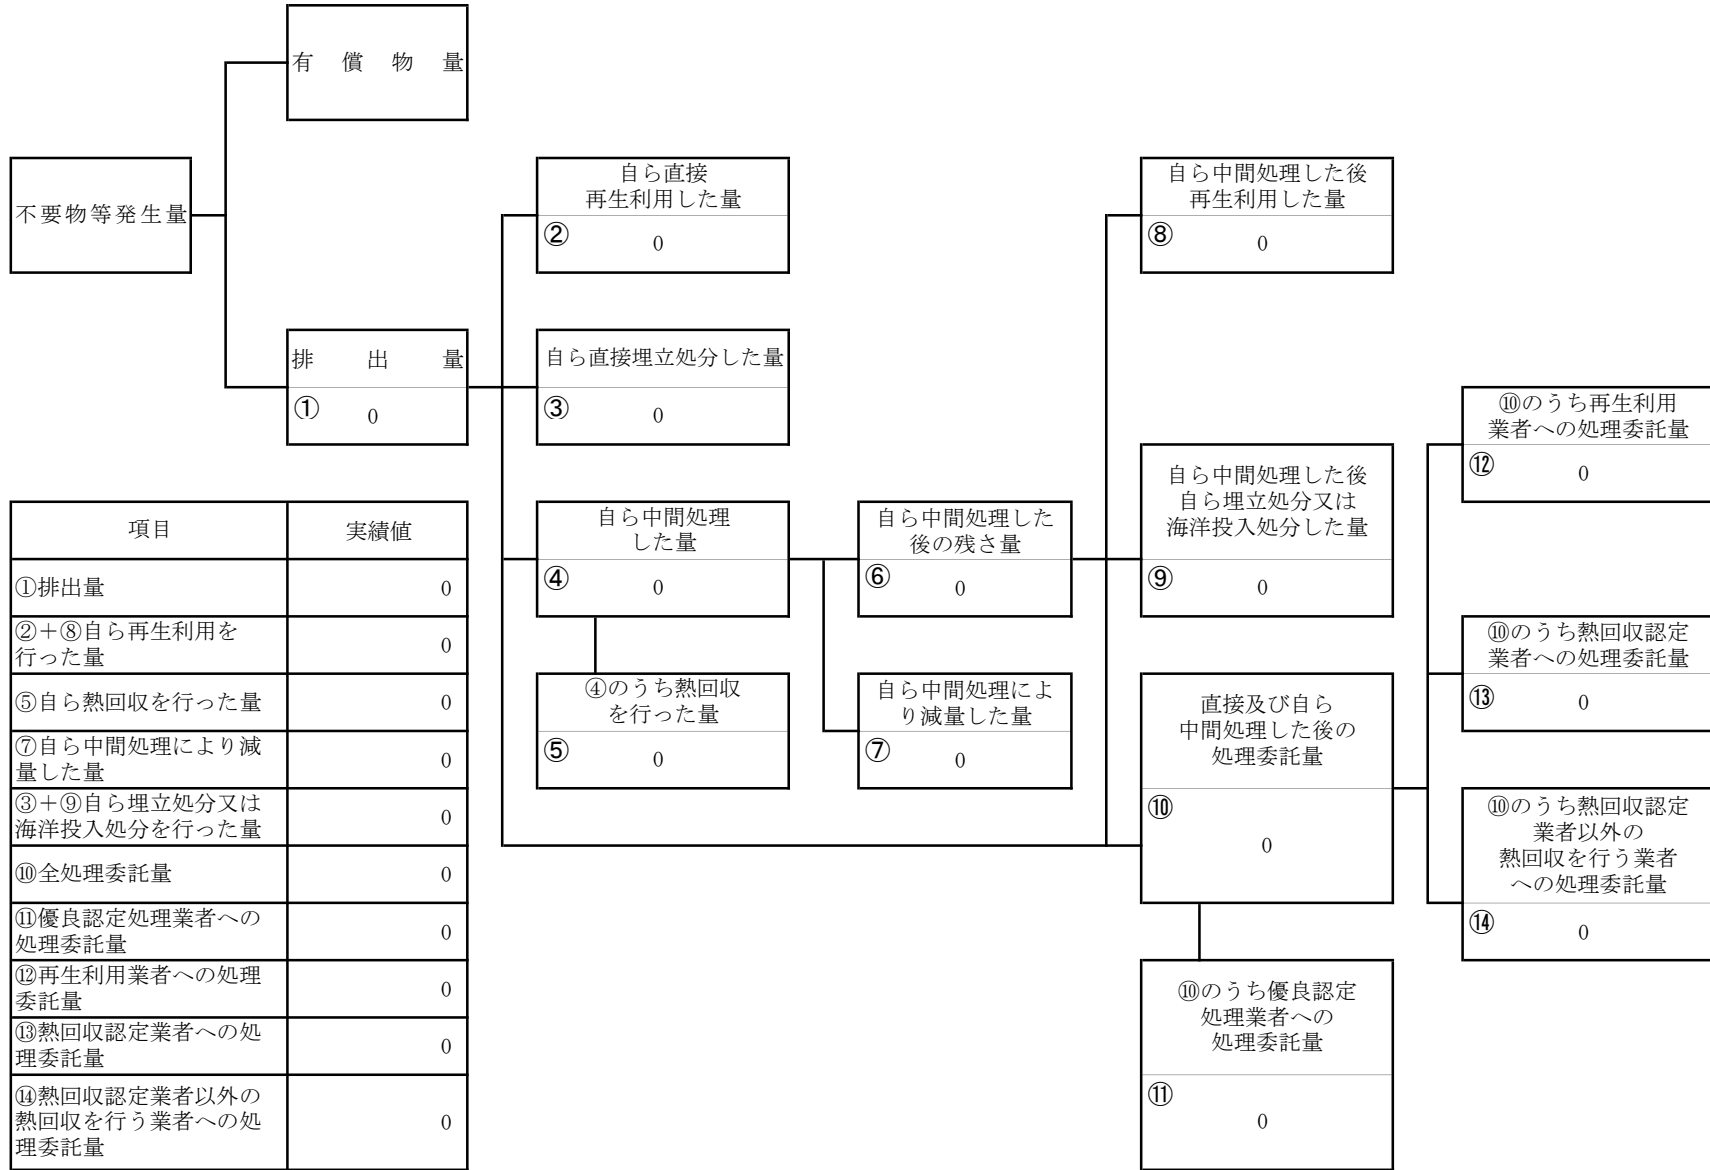 有償物量
不要物等発生量
排出量
①
0
自ら直接
再生利用した量
②
0
自ら直接埋立処分した量
③
0
自ら中間処理
した量
④
0
④のうち熱回収
を行った量
⑤
0
自ら中間処理した
後の残さ量
⑥
0
自ら中間処理によ
り減量した量
⑦
0
自ら中間処理した後
再生利用した量
⑧
0
自ら中間処理した後
自ら埋立処分又は
海洋投入処分した量
⑨
0
直接及び自ら
中間処理した後の
処理委託量
⑩
0
⑩のうち優良認定
処理業者への
処理委託量
⑪
0
⑩のうち再生利用
業者への処理委託量
⑫
0
⑩のうち熱回収認定
業者への処理委託量
⑬
0
⑩のうち熱回収認定
業者以外の
熱回収を行う業者
への処理委託量
⑭
0
項目 実績値
①排出量 0
②＋⑧自ら再生利用を
行った量 0
⑤自ら熱回収を行った量 0
⑦自ら中間処理により減
量した量 0
③＋⑨自ら埋立処分又は
海洋投入処分を行った量 0
⑩全処理委託量 0
⑪優良認定処理業者への
処理委託量 0
⑫再生利用業者への処理
委託量 0
⑬熱回収認定業者への処
理委託量 0
⑭熱回収認定業者以外の
熱回収を行う業者への処
理委託量 0